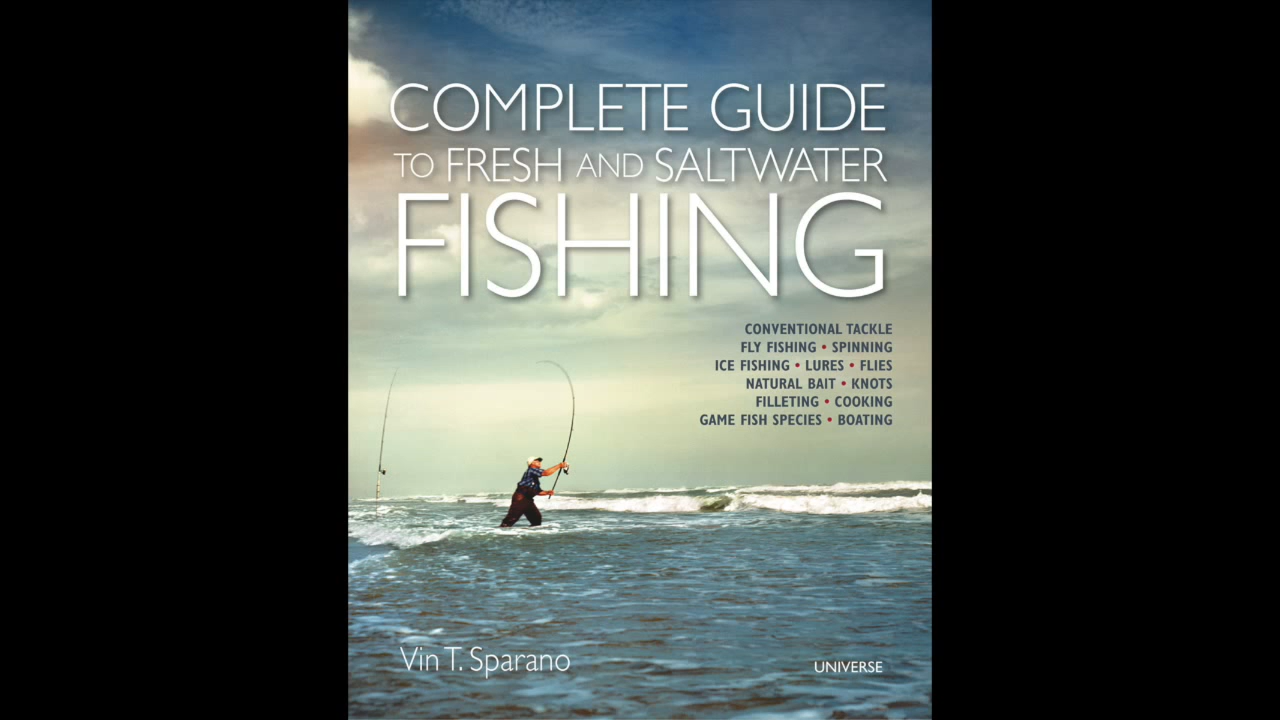 COMPLETE GUIDE
TO FRESH AND SALTWATER
FISHING
CONVENTIONAL TACKLE
FLY FISHING • SPINNING
ICE FISHING • LURES • FLIES
NATURAL BAIT • KNOTS
FILLETING • COOKING
GAME FISH SPECIES • BOATING
Vin T. Sparano
UNIVERSE